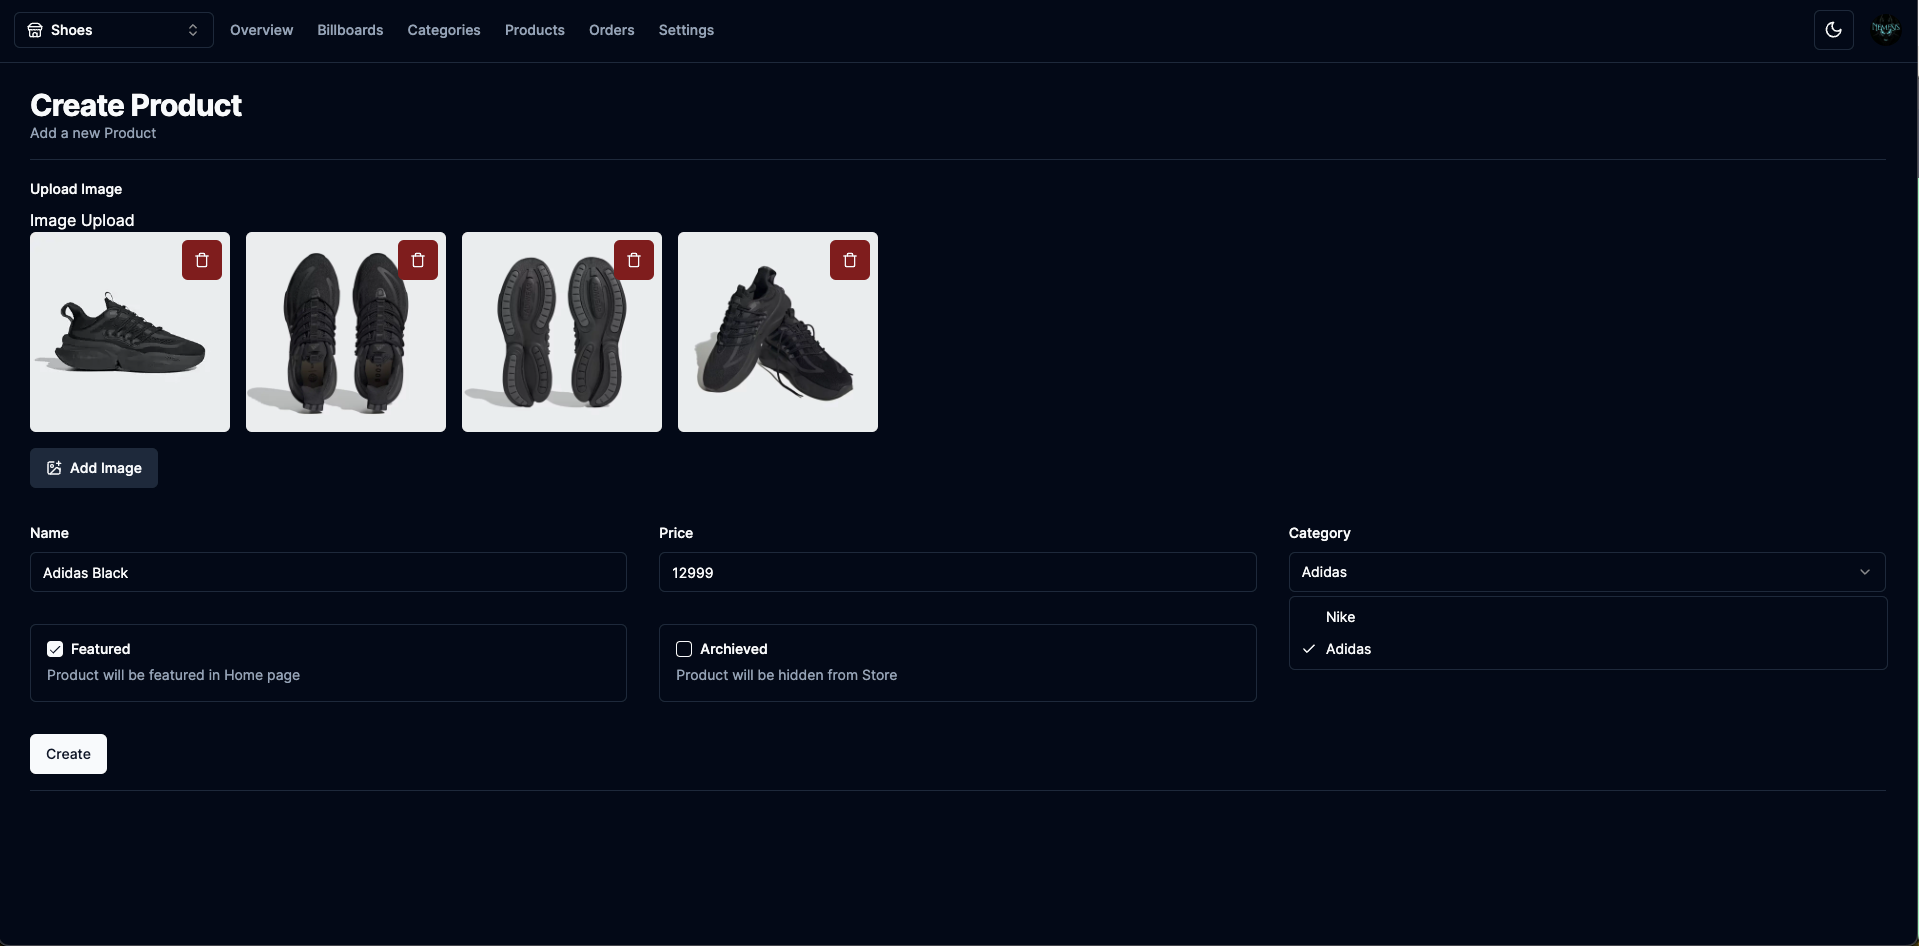 Shoes
Overview
Billboards
Categories
Products
Orders
Settings
NEMESIS
Create Product
Add a new Product
Upload Image
Image Upload
Add Image
Name
Price
Category
Adidas Black
12999
Adidas
Nike
Adidas
Featured
Product will be featured in Home page
Archieved
Product will be hidden from Store
Create